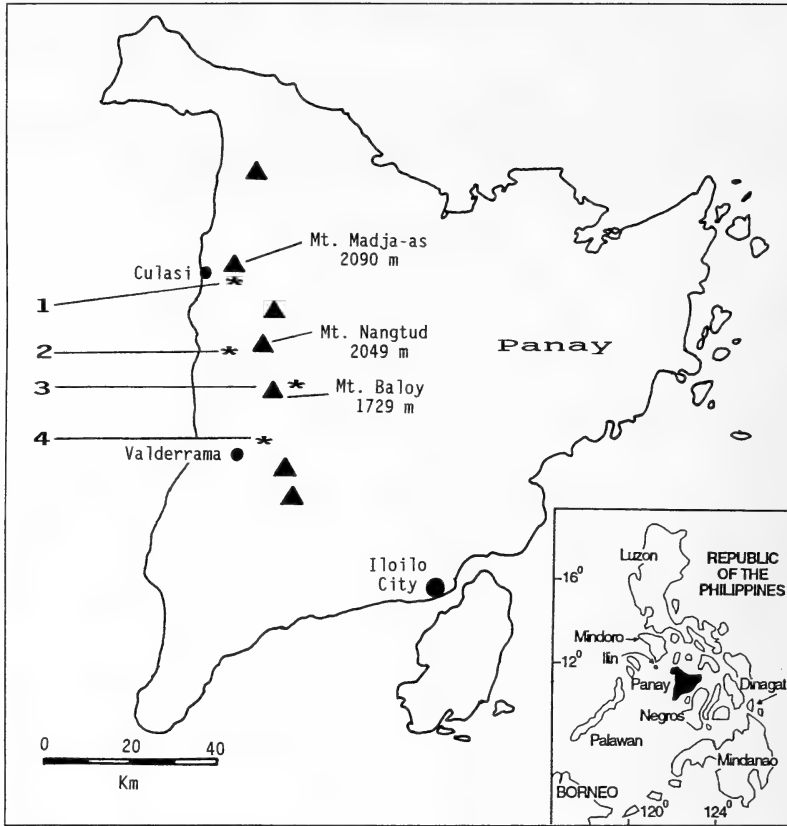 Mt. Madja-as
2090 m
Culasi
1
*
2
*
Mt. Nangtud
2049 m
Panay
3
*
Mt. Baloy
1729 m
4
*
Valderrama
Iloilo
City
0 20 40
Km
Luzon
REPUBLIC
OF THE
PHILIPPINES
16°
Mindoro
Ilin
12°
Panay
Dinagat
Negros
Palawan
Mindanao
BORNEO
120° 124°